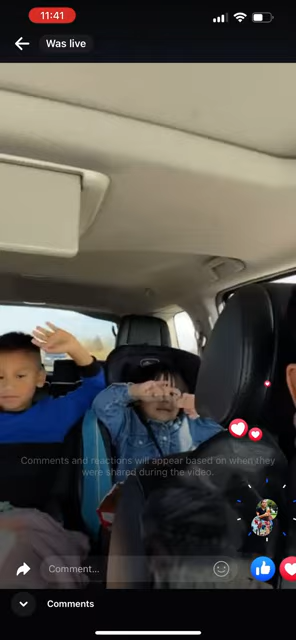 11:41
Was live
Comments and reactions will appear based on when they
were shared during the video.
Comment...
Comments